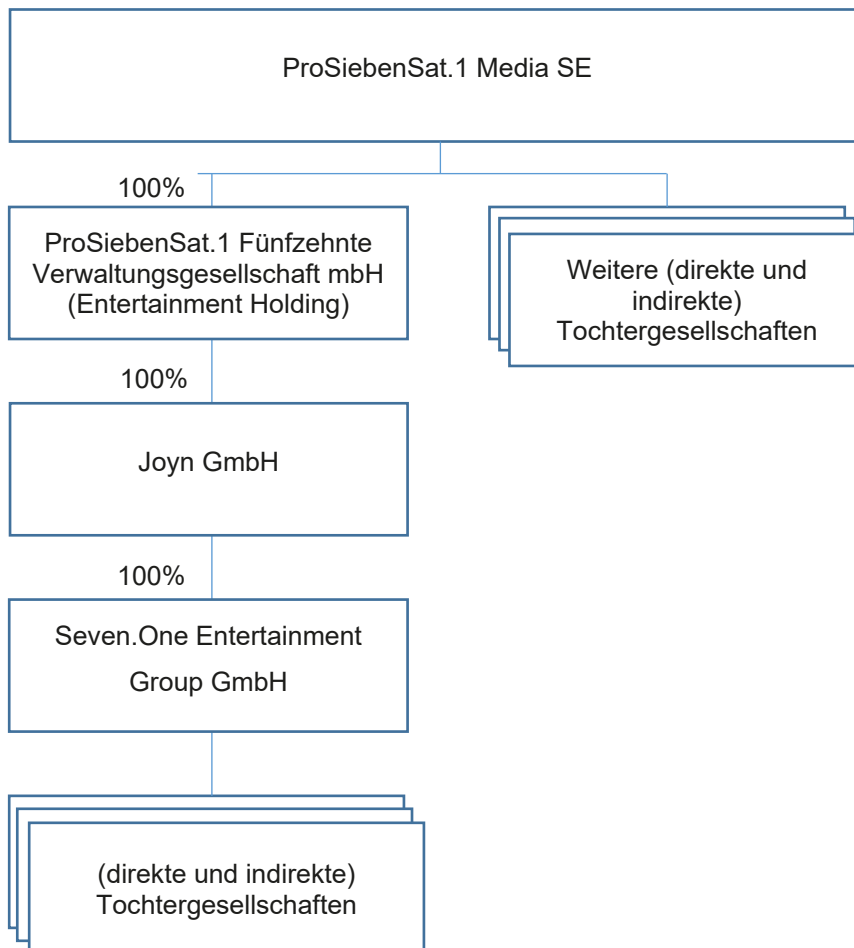 ProSiebenSat.1 Media SE
100%
ProSiebenSat.1 Fünfzehnte
Verwaltungsgesellschaft mbH
(Entertainment Holding)
Weitere (direkte und
indirekte)
Tochtergesellschaften
100%
Joyn GmbH
100%
Seven.One Entertainment
Group GmbH
(direkte und indirekte)
Tochtergesellschaften